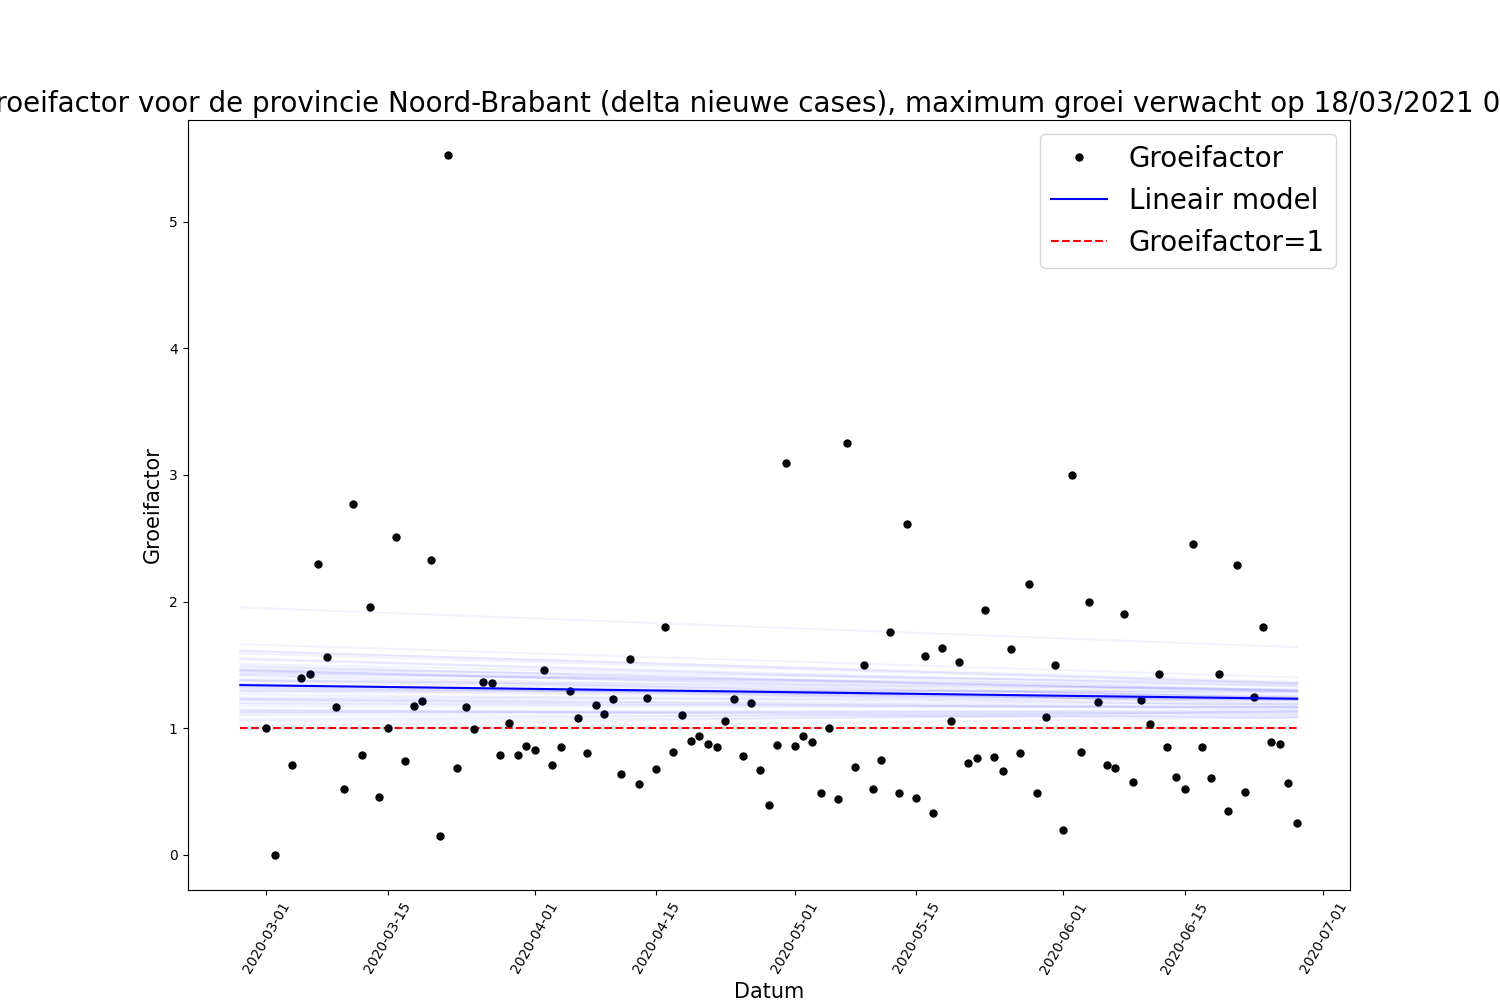 roeifactor voor de provincie Noord-Brabant (delta nieuwe cases), maximum groei verwacht op 18/03/2021 0
Groeifactor
Lineair model
Groeifactor=1
Groeifactor
5
4
3
2
1
0
2020-03-01
2020-03-15
2020-04-01
2020-04-15
2020-05-01
2020-05-15
2020-06-01
2020-06-15
2020-07-01
Datum